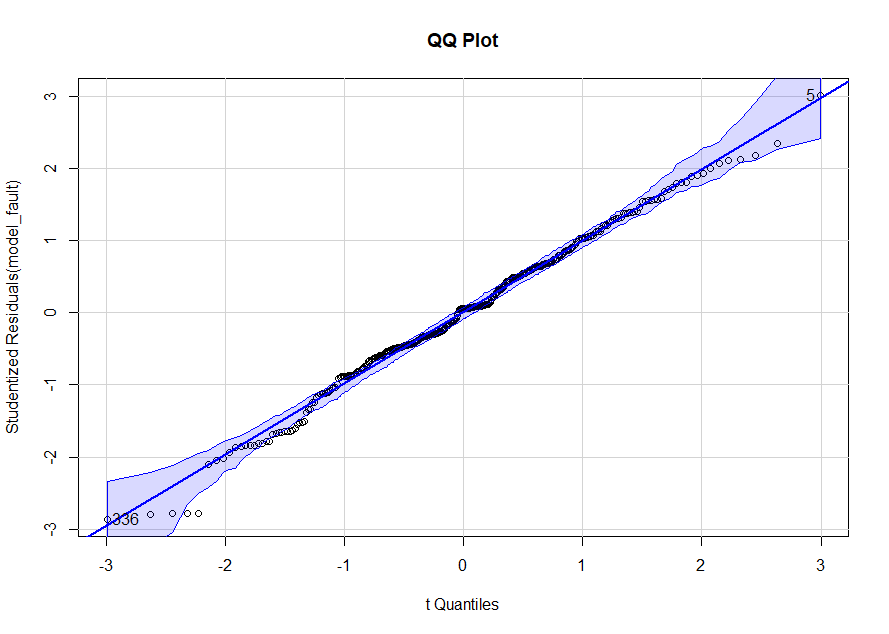 QQ Plot
Studentized Residuals(model_fault)
3
2
1
0
-1
-2
-3
5
336
-3 -2 -1 0 1 2 3
t Quantiles